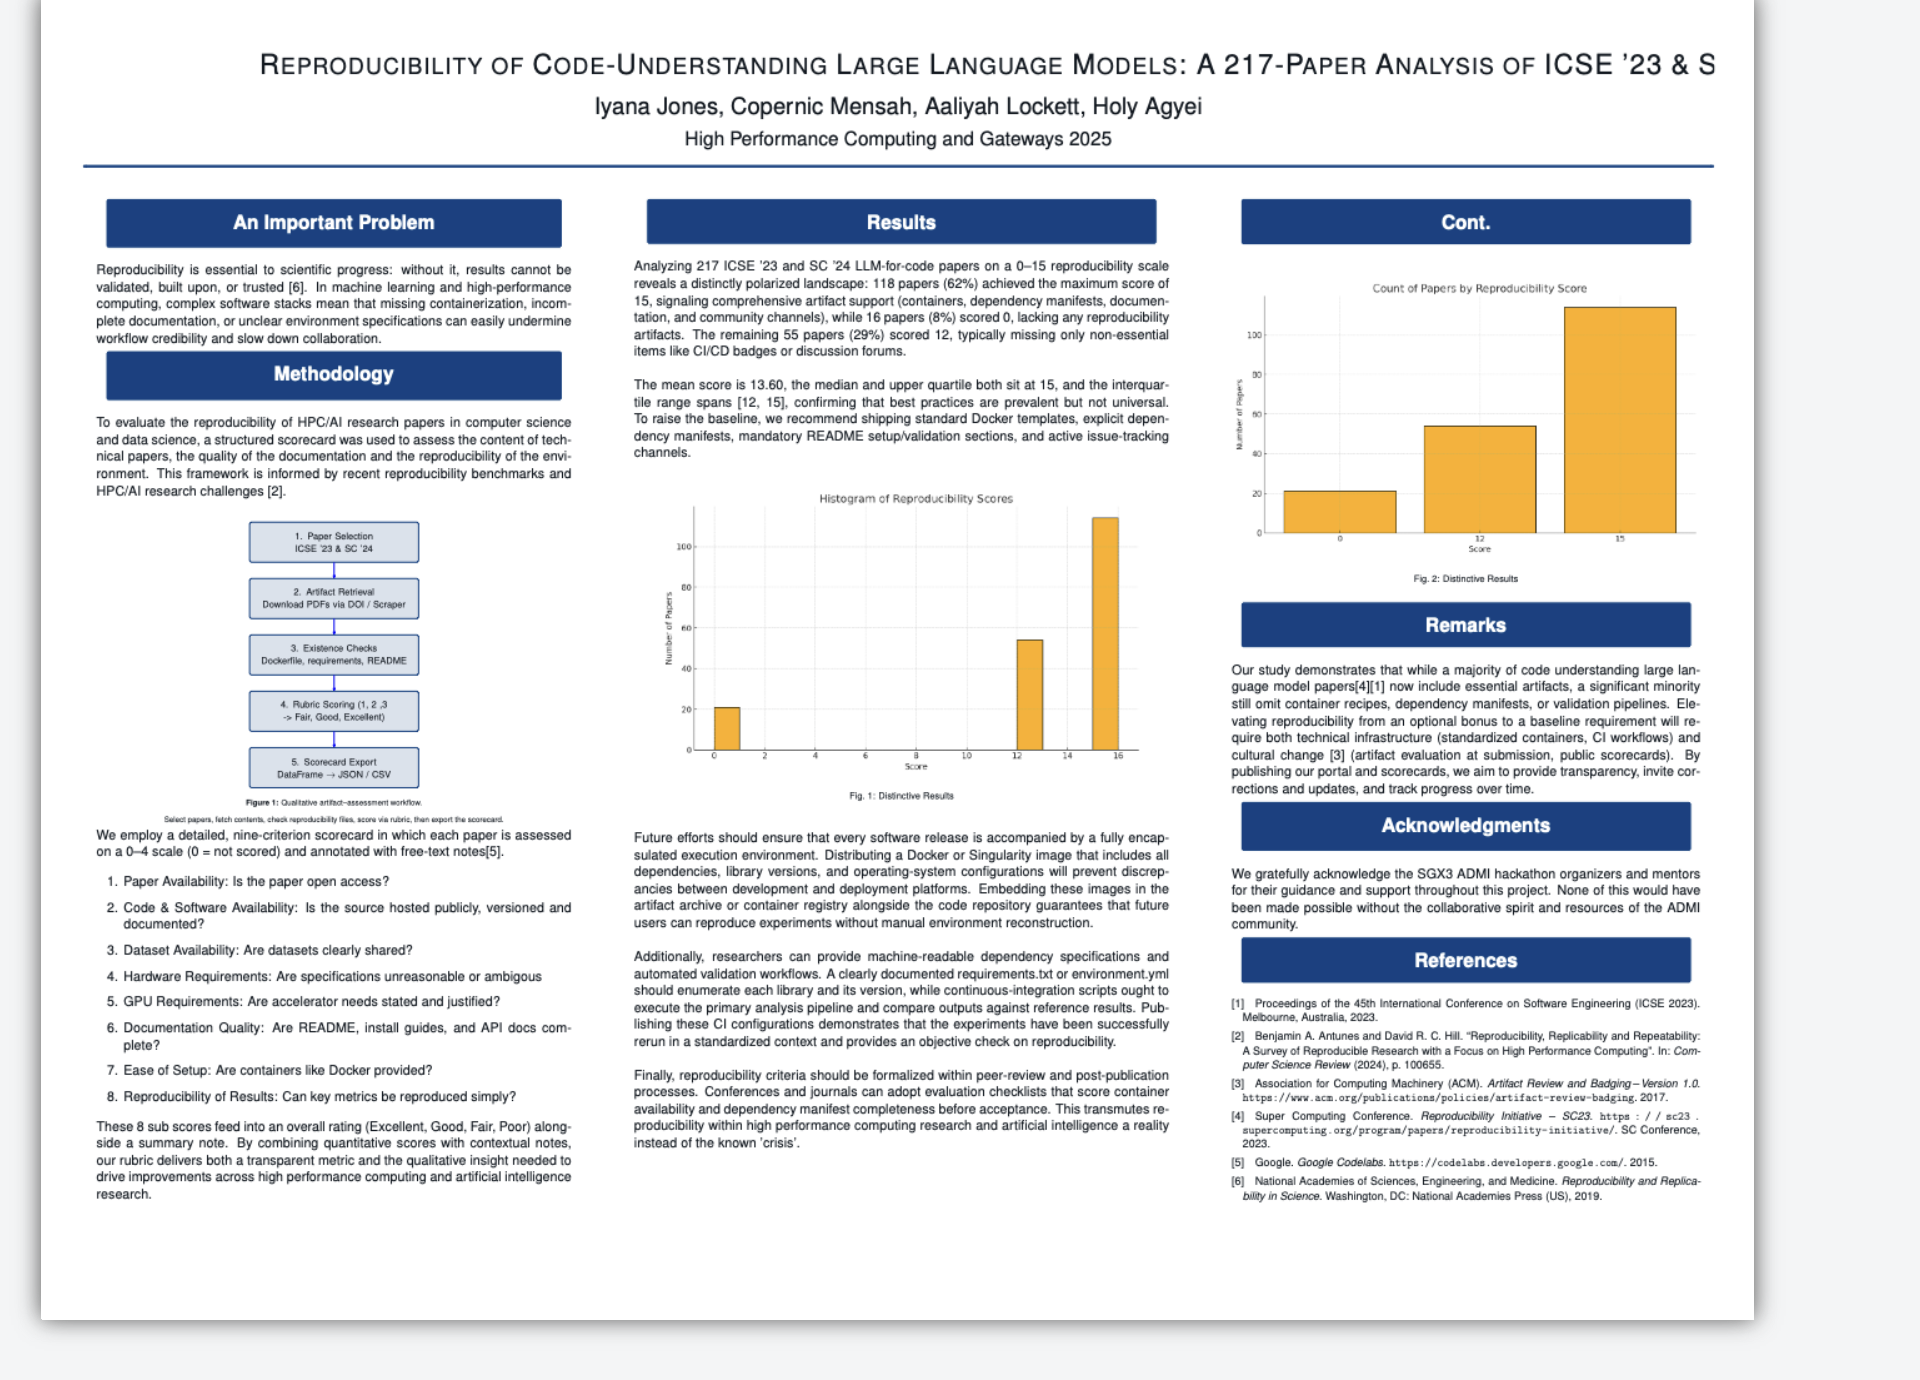 REPRODUCIBILITY OF CODE-UNDERSTANDING LARGE LANGUAGE MODELS: A 217-PAPER ANALYSIS OF ICSE '23 & S
Iyana Jones, Copernic Mensah, Aaliyah Lockett, Holy Agyei
High Performance Computing and Gateways 2025
An Important Problem
Reproducibility is essential to scientific progress: without it, results cannot be
validated, built upon, or trusted [6]. In machine learning and high-performance
computing, complex software stacks mean that missing containerization, incom-
plete documentation, or unclear environment specifications can easily undermine
workflow credibility and slow down collaboration.
Methodology
To evaluate the reproducibility of HPC/AI research papers in computer science
and data science, a structured scorecard was used to assess the content of tech-
nical papers, the quality of the documentation and the reproducibility of the envi-
ronment. This framework is informed by recent reproducibility benchmarks and
HPC/AI research challenges [2].
1. Paper Selection
ICSE '23 & SC '24
2. Artifact Retrieval
Download PDFs via DOI / Scraper
3. Existence Checks
Dockerfile, requirements, README
4. Rubric Scoring (1, 2 ,3
-> Fair, Good, Excellent)
5. Scorecard Export
DataFrame → JSON / CSV
Figure 1: Qualitative artifact–assessment workflow.
Select papers, fetch contents, check reproducibility files, score via rubric, then export the scorecard.
We employ a detailed, nine-criterion scorecard in which each paper is assessed
on a 0–4 scale (0 = not scored) and annotated with free-text notes[5].
1. Paper Availability: Is the paper open access?
2. Code & Software Availability: Is the source hosted publicly, versioned and
documented?
3. Dataset Availability: Are datasets clearly shared?
4. Hardware Requirements: Are specifications unreasonable or ambigous
5. GPU Requirements: Are accelerator needs stated and justified?
6. Documentation Quality: Are README, install guides, and API docs com-
plete?
7. Ease of Setup: Are containers like Docker provided?
8. Reproducibility of Results: Can key metrics be reproduced simply?
These 8 sub scores feed into an overall rating (Excellent, Good, Fair, Poor) along-
side a summary note. By combining quantitative scores with contextual notes,
our rubric delivers both a transparent metric and the qualitative insight needed to
drive improvements across high performance computing and artificial intelligence
research.
Results
Analyzing 217 ICSE '23 and SC '24 LLM-for-code papers on a 0–15 reproducibility scale
reveals a distinctly polarized landscape: 118 papers (62%) achieved the maximum score of
15, signaling comprehensive artifact support (containers, dependency manifests, documen-
tation, and community channels), while 16 papers (8%) scored 0, lacking any reproducibility
artifacts. The remaining 55 papers (29%) scored 12, typically missing only non-essential
items like CI/CD badges or discussion forums.
The mean score is 13.60, the median and upper quartile both sit at 15, and the interquar-
tile range spans [12, 15], confirming that best practices are prevalent but not universal.
To raise the baseline, we recommend shipping standard Docker templates, explicit depen-
dency manifests, mandatory README setup/validation sections, and active issue-tracking
channels.
Histogram of Reproducibility Scores
Number of Papers
100
80
60
40
20
0
0 2 4 6 8 10 12 14 16
Score
Fig. 1: Distinctive Results
Future efforts should ensure that every software release is accompanied by a fully encap-
sulated execution environment. Distributing a Docker or Singularity image that includes all
dependencies, library versions, and operating-system configurations will prevent discrep-
ancies between development and deployment platforms. Embedding these images in the
artifact archive or container registry alongside the code repository guarantees that future
users can reproduce experiments without manual environment reconstruction.
Additionally, researchers can provide machine-readable dependency specifications and
automated validation workflows. A clearly documented requirements.txt or environment.yml
should enumerate each library and its version, while continuous-integration scripts ought to
execute the primary analysis pipeline and compare outputs against reference results. Pub-
lishing these CI configurations demonstrates that the experiments have been successfully
rerun in a standardized context and provides an objective check on reproducibility.
Finally, reproducibility criteria should be formalized within peer-review and post-publication
processes. Conferences and journals can adopt evaluation checklists that score container
availability and dependency manifest completeness before acceptance. This transmutes re-
producibility within high performance computing research and artificial intelligence a reality
instead of the known 'crisis'.
Cont.
Count of Papers by Reproducibility Score
Number of Papers
100
80
60
40
20
0
0 12 15
Score
Fig. 2: Distinctive Results
Remarks
Our study demonstrates that while a majority of code understanding large lan-
guage model papers[4][1] now include essential artifacts, a significant minority
still omit container recipes, dependency manifests, or validation pipelines. Ele-
vating reproducibility from an optional bonus to a baseline requirement will re-
quire both technical infrastructure (standardized containers, CI workflows) and
cultural change [3] (artifact evaluation at submission, public scorecards). By
publishing our portal and scorecards, we aim to provide transparency, invite cor-
rections and updates, and track progress over time.
Acknowledgments
We gratefully acknowledge the SGX3 ADMI hackathon organizers and mentors
for their guidance and support throughout this project. None of this would have
been made possible without the collaborative spirit and resources of the ADMI
community.
References
[1] Proceedings of the 45th International Conference on Software Engineering (ICSE 2023).
Melbourne, Australia, 2023.
[2] Benjamin A. Antunes and David R. C. Hill. "Reproducibility, Replicability and Repeatability:
A Survey of Reproducible Research with a Focus on High Performance Computing". In: Com-
puter Science Review (2024), p. 100655.
[3] Association for Computing Machinery (ACM). Artifact Review and Badging – Version 1.0.
https://www.acm.org/publications/policies/artifact-review-badging. 2017.
[4] Super Computing Conference. Reproducibility Initiative – SC23. https : / / sc23 .
supercomputing.org/program/papers/reproducibility-initiative/. SC Conference,
2023.
[5] Google. Google Codelabs. https://codelabs.developers.google.com/. 2015.
[6] National Academies of Sciences, Engineering, and Medicine. Reproducibility and Replica-
bility in Science. Washington, DC: National Academies Press (US), 2019.